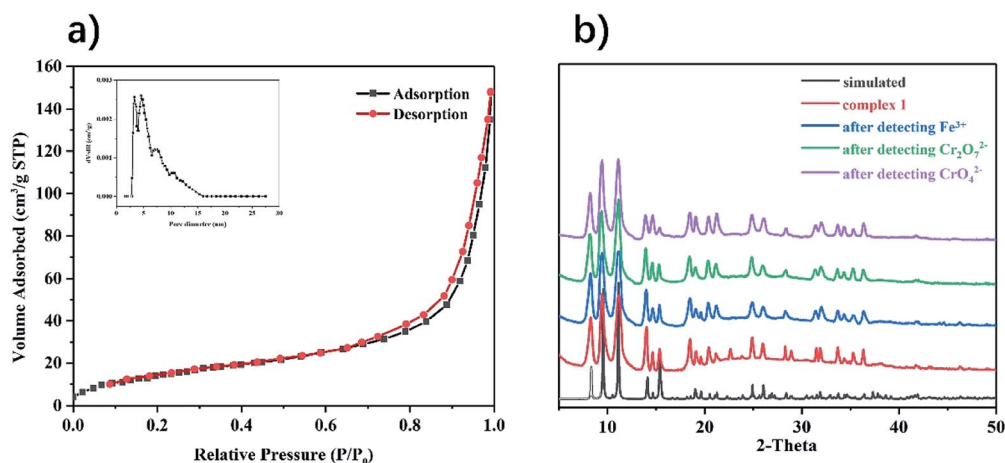 a)
160
140
120
100
80
60
40
20
0
0.0
0.2
0.4
0.6
0.8
1.0
Volume Adsorbed (cm³/g STP)
Relative Pressure (P/P₀)
Adsorption
Desorption
0.003
0.002
0.001
0.000
0
5
10
15
20
25
30
Pore diameter (nm)
b)
simulated
complex 1
after detecting Fe³⁺
after detecting Cr₂O₇²⁻
after detecting CrO₄²⁻
10
20
30
40
50
2-Theta